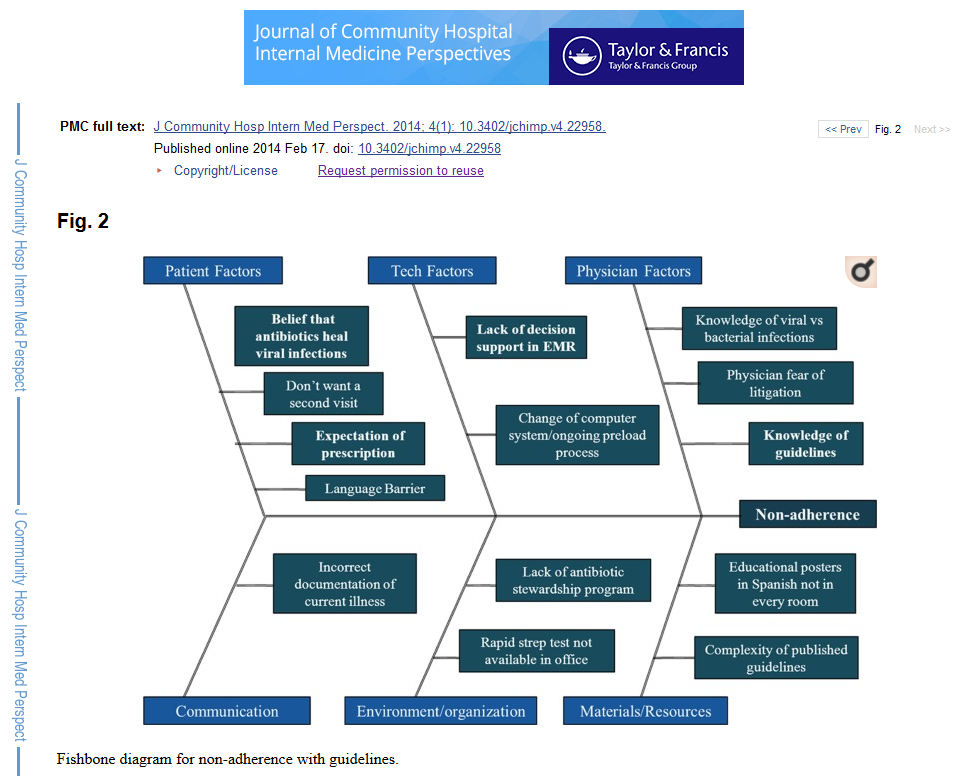 Journal of Community Hospital
Internal Medicine Perspectives
Taylor & Francis
Taylor & Francis Group
PMC full text: J Community Hosp Intern Med Perspect. 2014; 4(1): 10.3402/jchimp.v4.22958.
Published online 2014 Feb 17. doi: 10.3402/jchimp.v4.22958
Copyright/License Request permission to reuse
<< Prev Fig. 2 Next >>
J Community Hosp Intern Med Perspect
J Community Hosp Intern Med Perspect
Fig. 2
Patient Factors
Tech Factors
Physician Factors
Belief that
antibiotics heal
viral infections
Don't want a
second visit
Expectation of
prescription
Language Barrier
Lack of decision
support in EMR
Change of computer
system/ongoing preload
process
Knowledge of viral vs
bacterial infections
Physician fear of
litigation
Knowledge of
guidelines
Non-adherence
Incorrect
documentation of
current illness
Lack of antibiotic
stewardship program
Rapid strep test not
available in office
Educational posters
in Spanish not in
every room
Complexity of published
guidelines
Communication
Environment/organization
Materials/Resources
Fishbone diagram for non-adherence with guidelines.